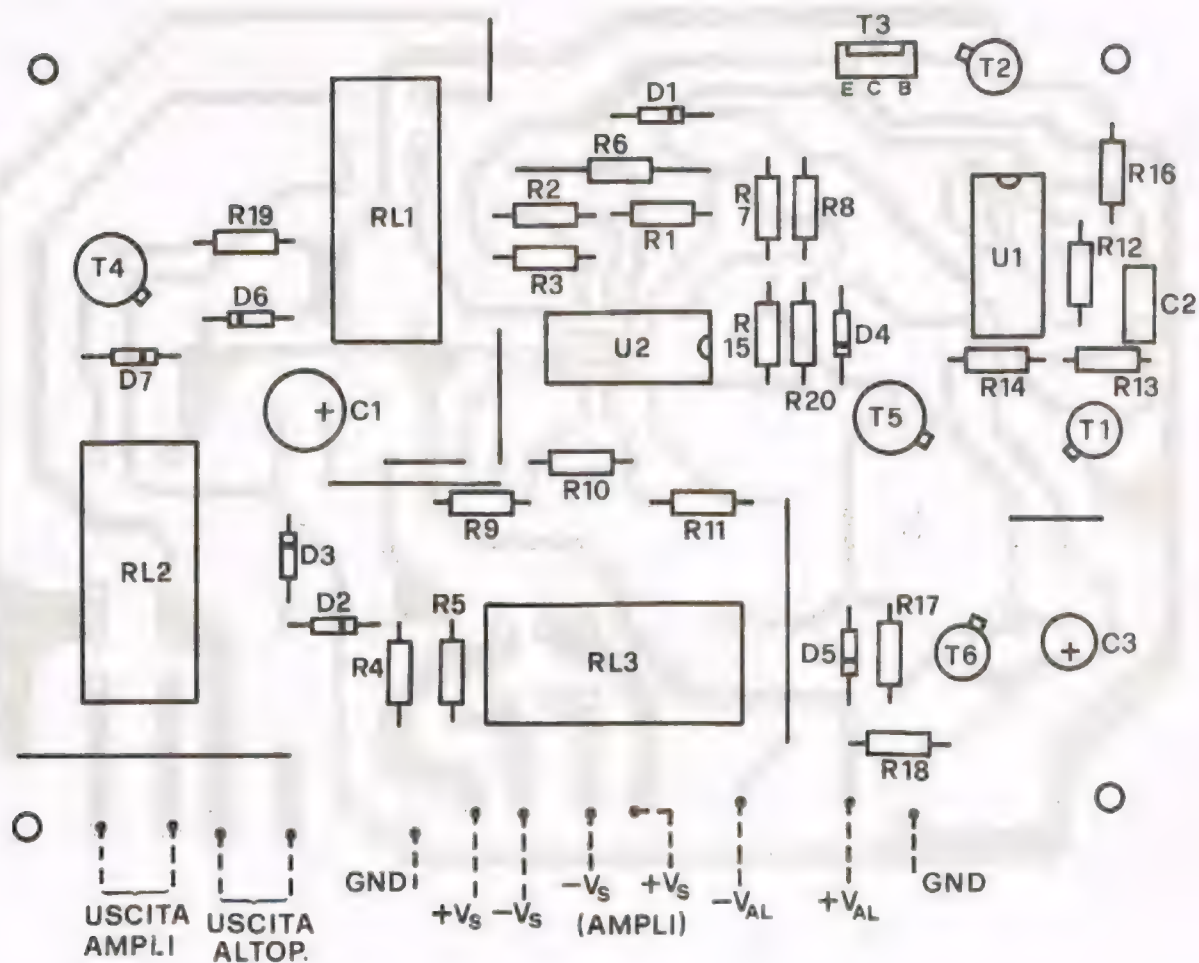 T3
T2
E C B
D1
R6
R16
R2
R
7
R8
R19
RL1
R1
R12
T4
R3
U1
C2
D6
U2
R
15
D4
D7
R14
R13
R20
C1
T5
T1
R10
R9
R11
D3
RL2
D2
R5
R17
R4
RL3
D5
T6
C3
R18
GND
+VS
-VS
-VS
+VS
(AMPLI)
-VAL
+VAL
GND
USCITA
AMPLI
USCITA
ALTOP.
+
+